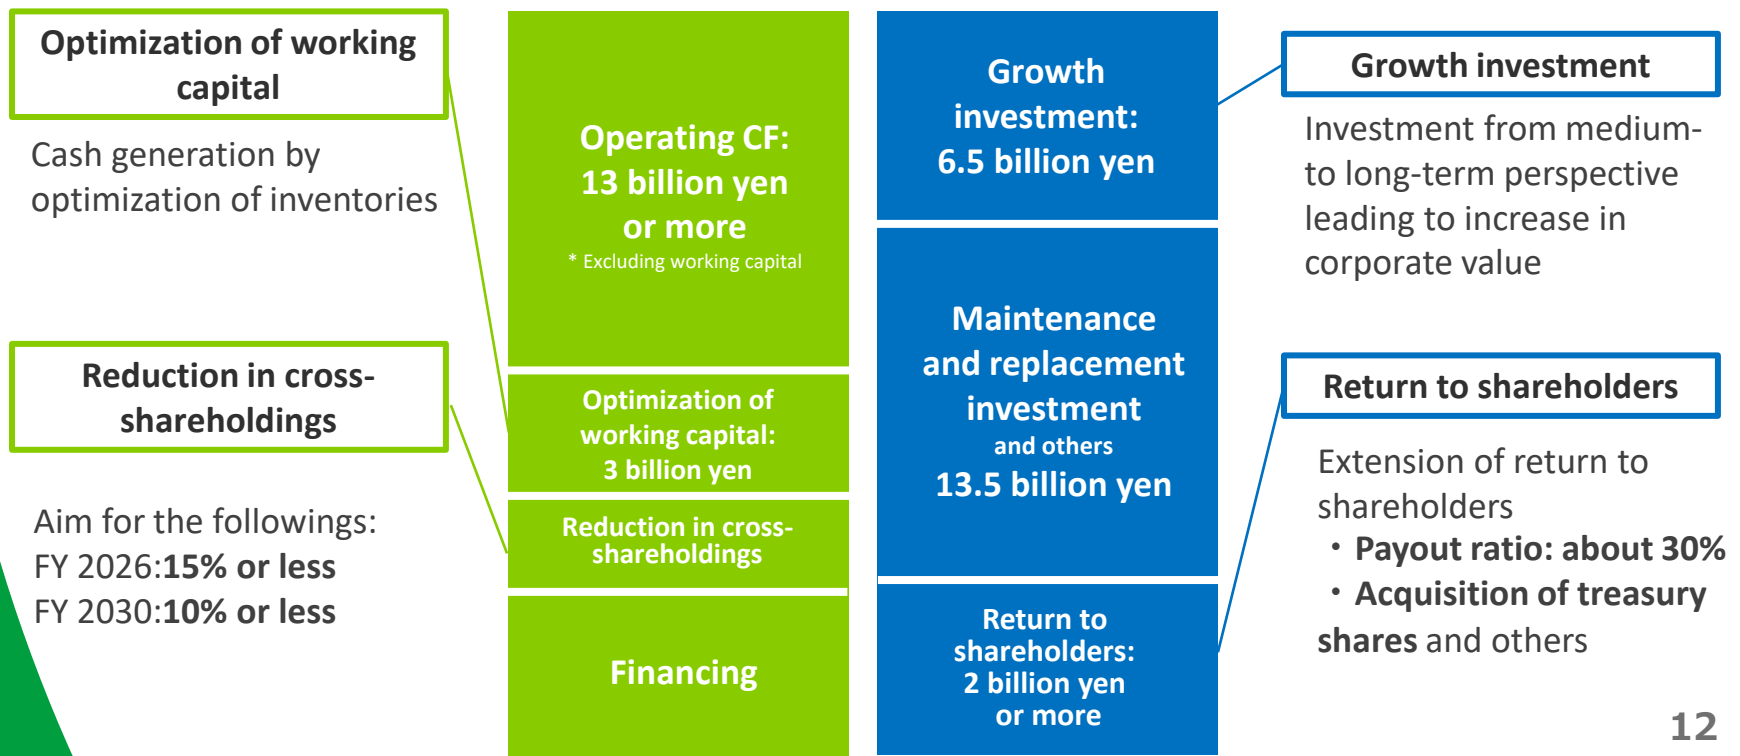 Optimization of working
capital
Cash generation by
optimization of inventories
Reduction in cross-
shareholdings
Aim for the followings:
FY 2026:15% or less
FY 2030:10% or less
Operating CF:
13 billion yen
or more
* Excluding working capital
Optimization of
working capital:
3 billion yen
Reduction in cross-
shareholdings
Financing
Growth
investment:
6.5 billion yen
Maintenance
and replacement
investment
and others
13.5 billion yen
Return to
shareholders:
2 billion yen
or more
Growth investment
Investment from medium-
to long-term perspective
leading to increase in
corporate value
Return to shareholders
Extension of return to
shareholders
・Payout ratio: about 30%
・Acquisition of treasury
shares and others
12